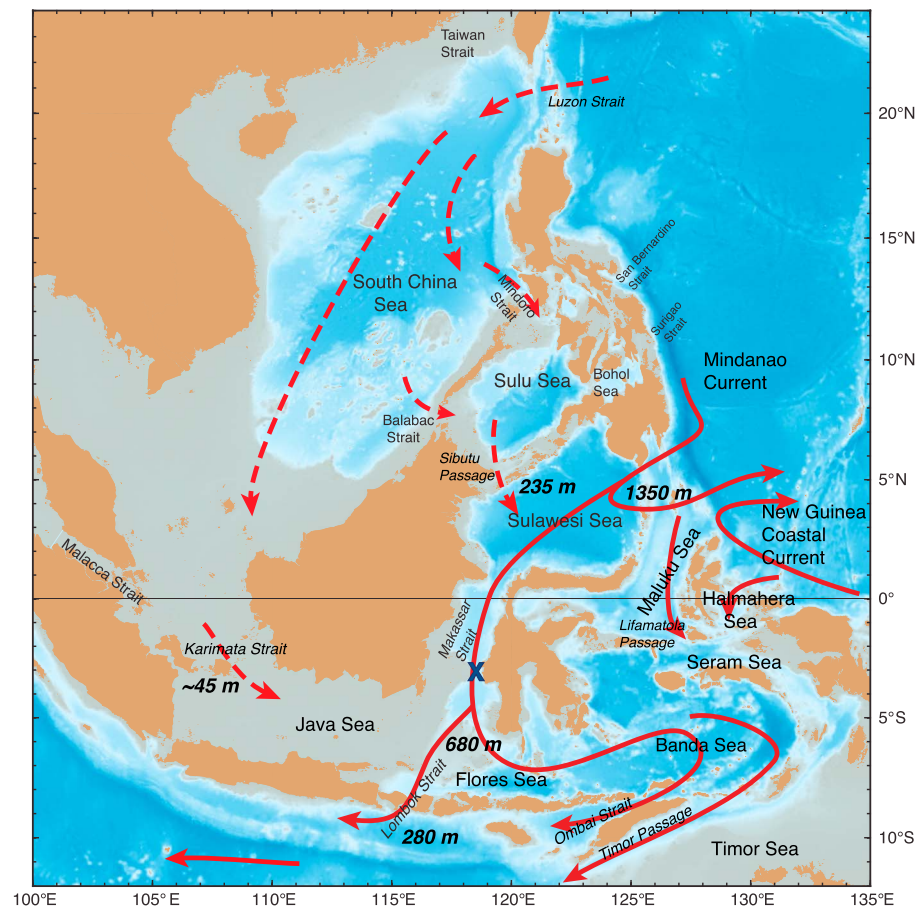 Taiwan
Strait
Luzon Strait
20°N
San Bernardino
Strait
15°N
South China
Sea
Mindoro
Strait
Surigao
Strait
10°N
Mindanao
Current
Sulu Sea
Bohol
Sea
Balabac
Strait
Sibutu
Passage
235 m
1350 m
5°N
Sulawesi Sea
New Guinea
Coastal
Current
Malacca Strait
Maluku Sea
0°
Halmahera
Sea
Makassar
Strait
Lifamatola
Passage
Karimata Strait
~45 m
X
Seram Sea
Java Sea
5°S
680 m
Banda Sea
Flores Sea
Lombok Strait
280 m
Ombai Strait
Timor Passage
10°S
Timor Sea
100°E
105°E
110°E
115°E
120°E
125°E
130°E
135°E